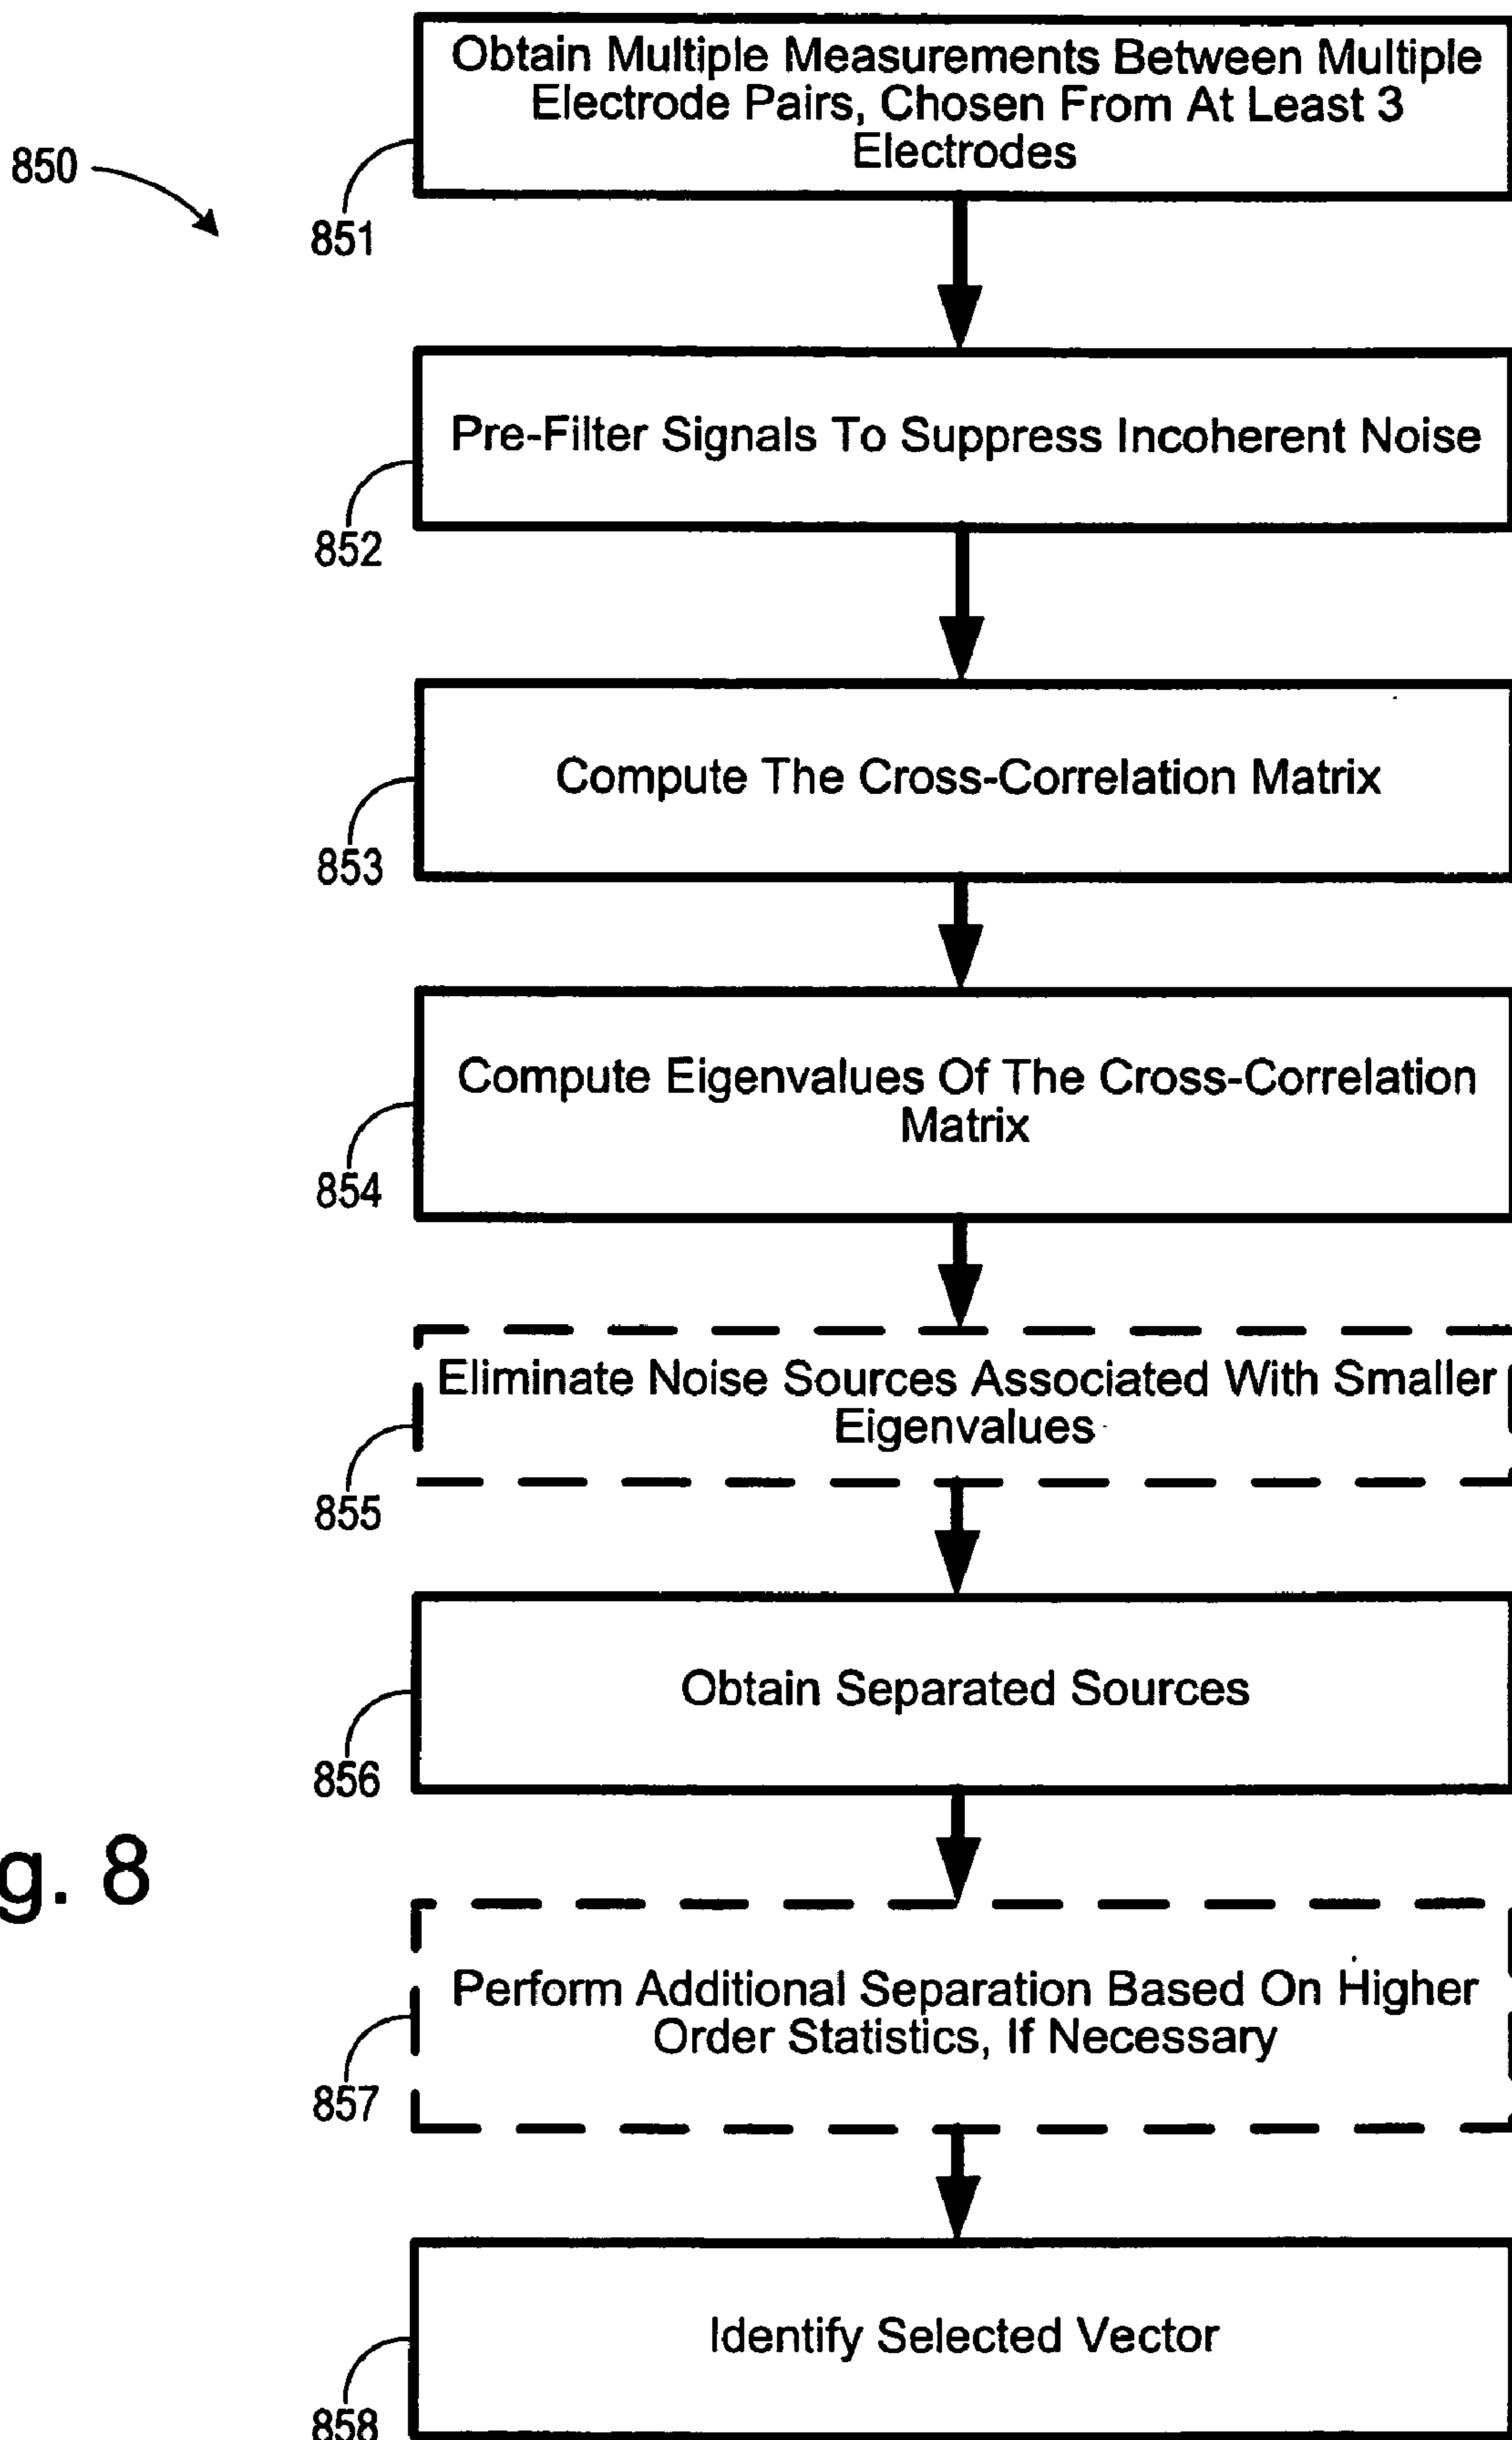 Obtain Multiple Measurements Between Multiple
Electrode Pairs, Chosen From At Least 3
Electrodes
850
851
Pre-Filter Signals To Suppress Incoherent Noise
852
Compute The Cross-Correlation Matrix
853
Compute Eigenvalues Of The Cross-Correlation
Matrix
854
Eliminate Noise Sources Associated With Smaller
Eigenvalues
855
Obtain Separated Sources
856
g. 8
Perform Additional Separation Based On Higher
Order Statistics, If Necessary
857
Identify Selected Vector
858